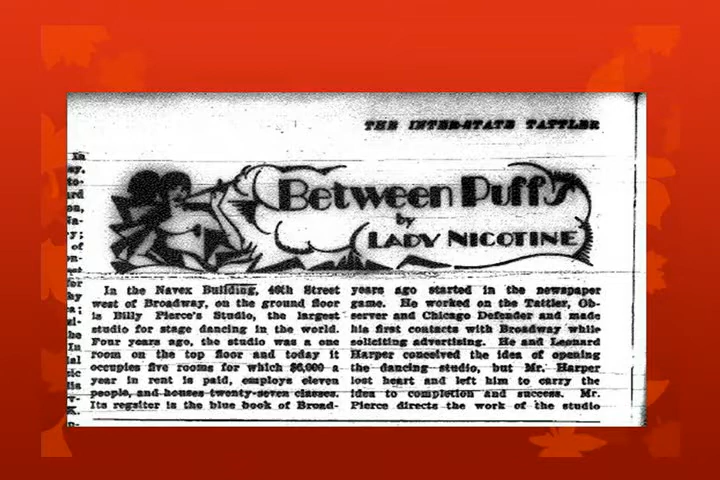 THE INTER-STATE TATTLER
Between Puffs
by
LADY NICOTINE
In the Navex Building, 46th Street
west of Broadway, on the ground floor
is Billy Pierce's Studio, the largest
studio for stage dancing in the world.
Four years ago, the studio was a one
room on the top floor and today it
occupies five rooms for which $6,000 a
year in rent is paid, employs eleven
people, and houses twenty-seven classes.
Its regsiter is the blue book of Broad-
years ago started in the newspaper
game. He worked on the Tattler, Ob-
server and Chicago Defender and made
his first contacts with Broadway while
soliciting advertising. He and Leonard
Harper conceived the idea of opening
the dancing studio, but Mr. Harper
lost heart and left him to carry the
idea to completion and success. Mr.
Pierce directs the work of the studio